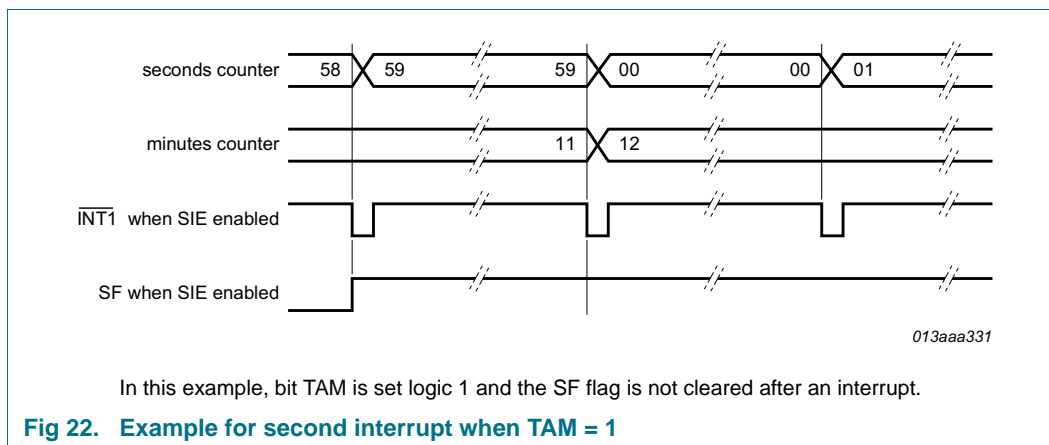 seconds counter 58 59 59 00 00 01
minutes counter 11 12
INT1 when SIE enabled
SF when SIE enabled
013aaa331
In this example, bit TAM is set logic 1 and the SF flag is not cleared after an interrupt.
Fig 22. Example for second interrupt when TAM = 1